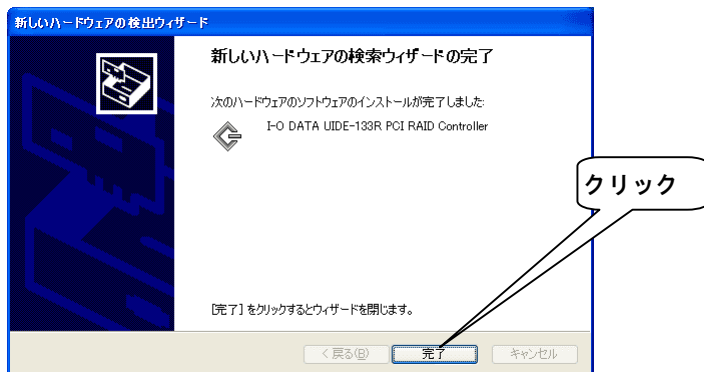 新しいハードウェアの検出ウィザード
新しいハードウェアの検索ウィザードの完了
次のハードウェアのソフトウェアのインストールが完了しました:
I-O DATA UIDE-133R PCI RAID Controller
クリック
[完了] をクリックするとウィザードを閉じます。
< 戻る(B)
完了
キャンセル